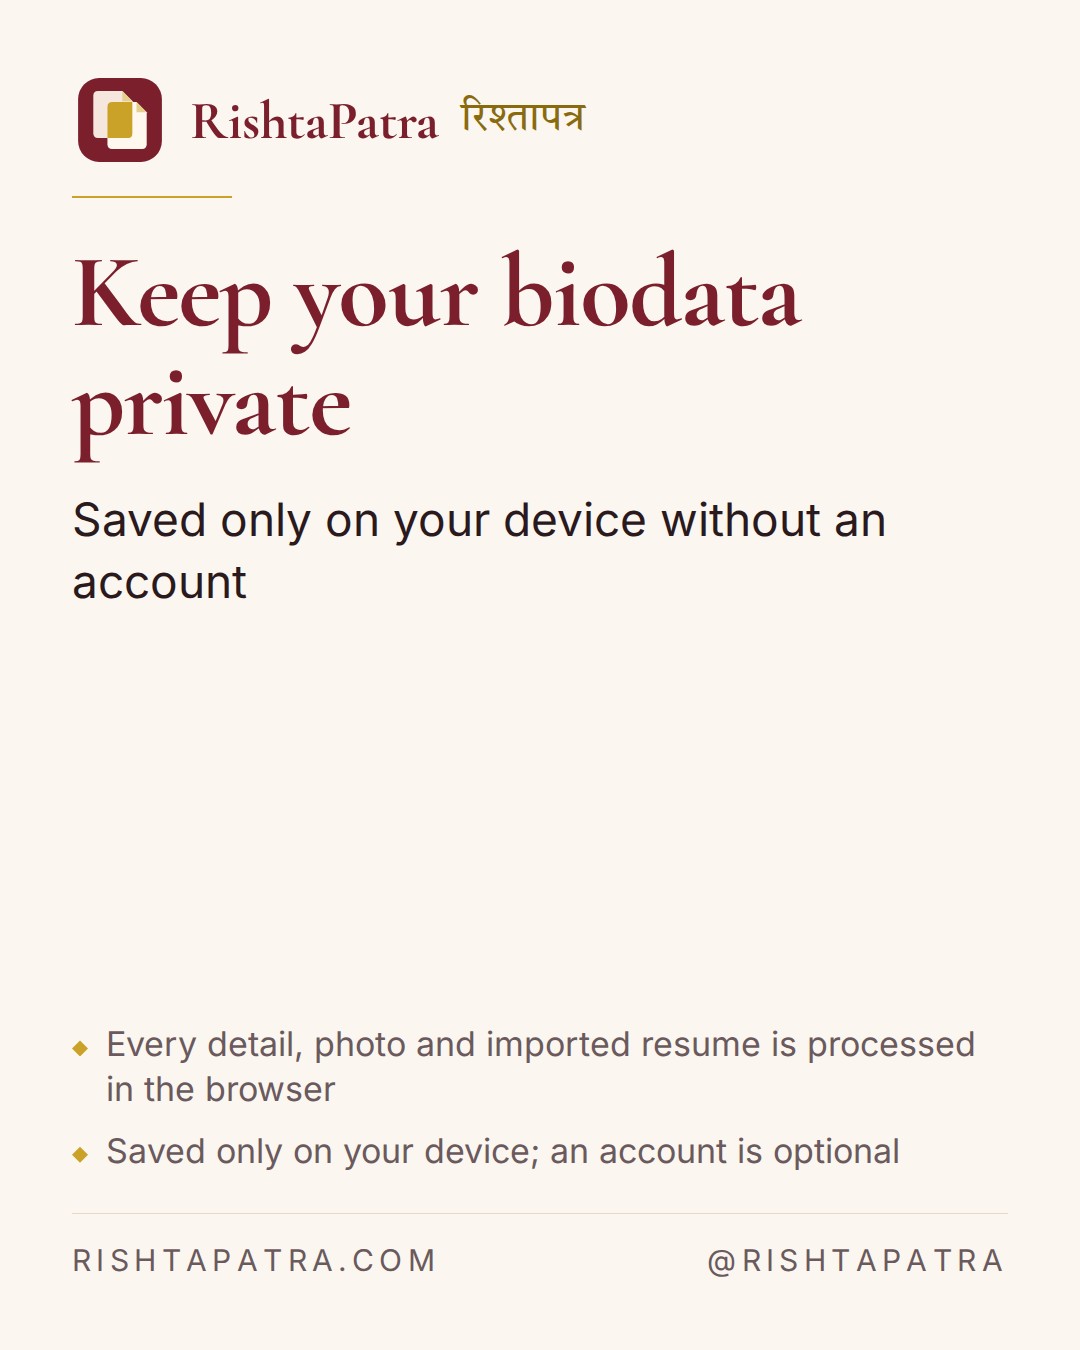 RishtaPatra रिश्तापत्र
Keep your biodata
private
Saved only on your device without an
account
Every detail, photo and imported resume is processed
in the browser
Saved only on your device; an account is optional
RISHTAPATRA.COM @RISHTAPATRA